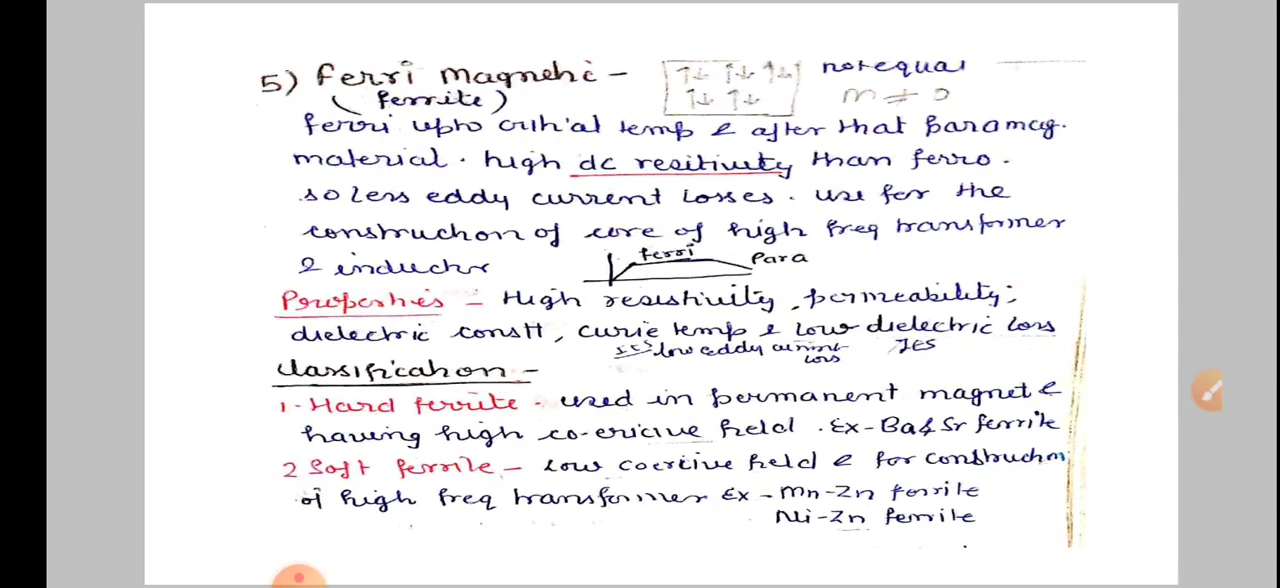 5) Ferri Magnetic - ↑↓ ↑↓ ↑↓ not equal
(ferrite) ↑↓ ↑↓ m ≠ 0
ferri upto critical temp & after that paramag.
material. high dc resitivity than ferro.
so less eddy current losses. use for the
construction of core of high freq transformer
& inductor ferri Para
Properties - High resistivity, permeability;
dielectric constt, curie temp & low dielectric loss
low eddy current loss
Classification -
1. Hard ferrite - used in permanent magnet &
having high co-ericive field. Ex- Ba & Sr ferrite
2 Soft ferrite - low coercive field & for construction
of high freq transformer Ex - Mn-Zn ferrite
Ni-Zn ferrite